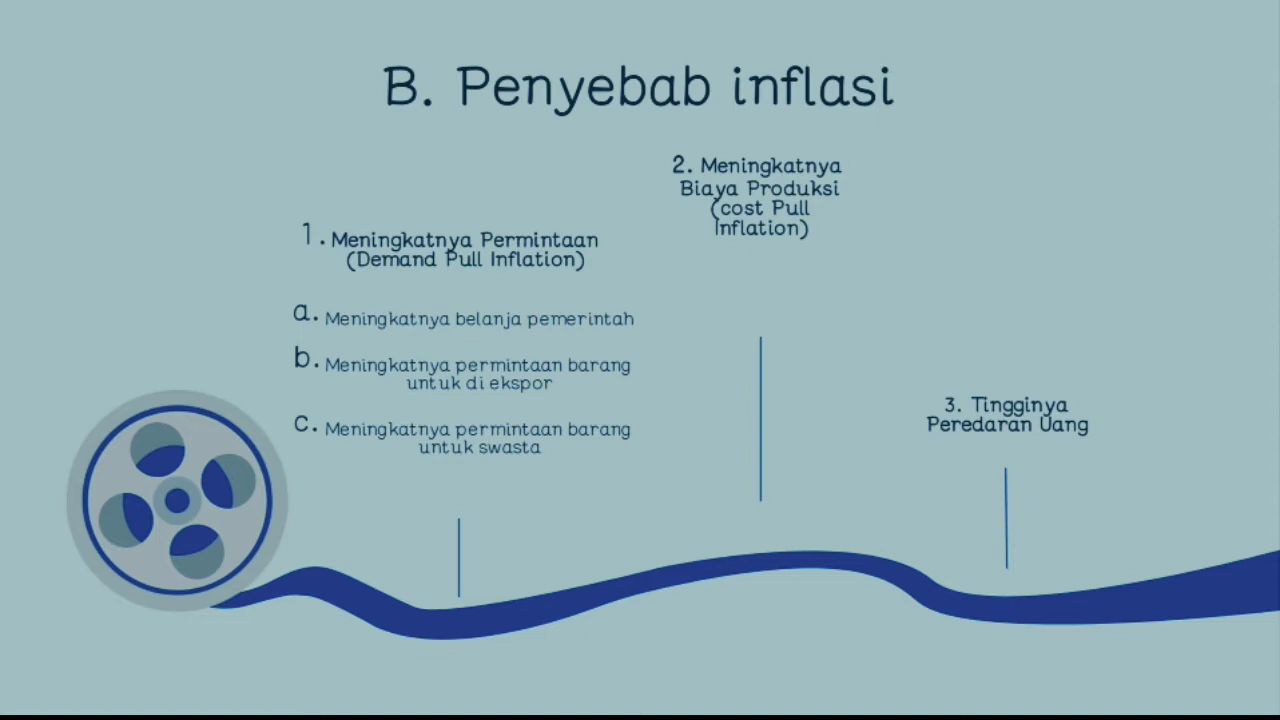 B. Penyebab inflasi
1. Meningkatnya Permintaan
(Demand Pull Inflation)
a. Meningkatnya belanja pemerintah
b. Meningkatnya permintaan barang
untuk di ekspor
c. Meningkatnya permintaan barang
untuk swasta
2. Meningkatnya
Biaya Produksi
(cost Pull
Inflation)
3. Tingginya
Peredaran Uang